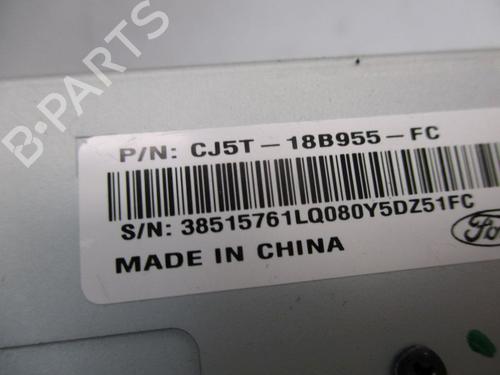 B-PARTS
P/N: CJ5T-18B955-FC
S/N: 38515761LQ080Y5DZ51FC
Ford
MADE IN CHINA